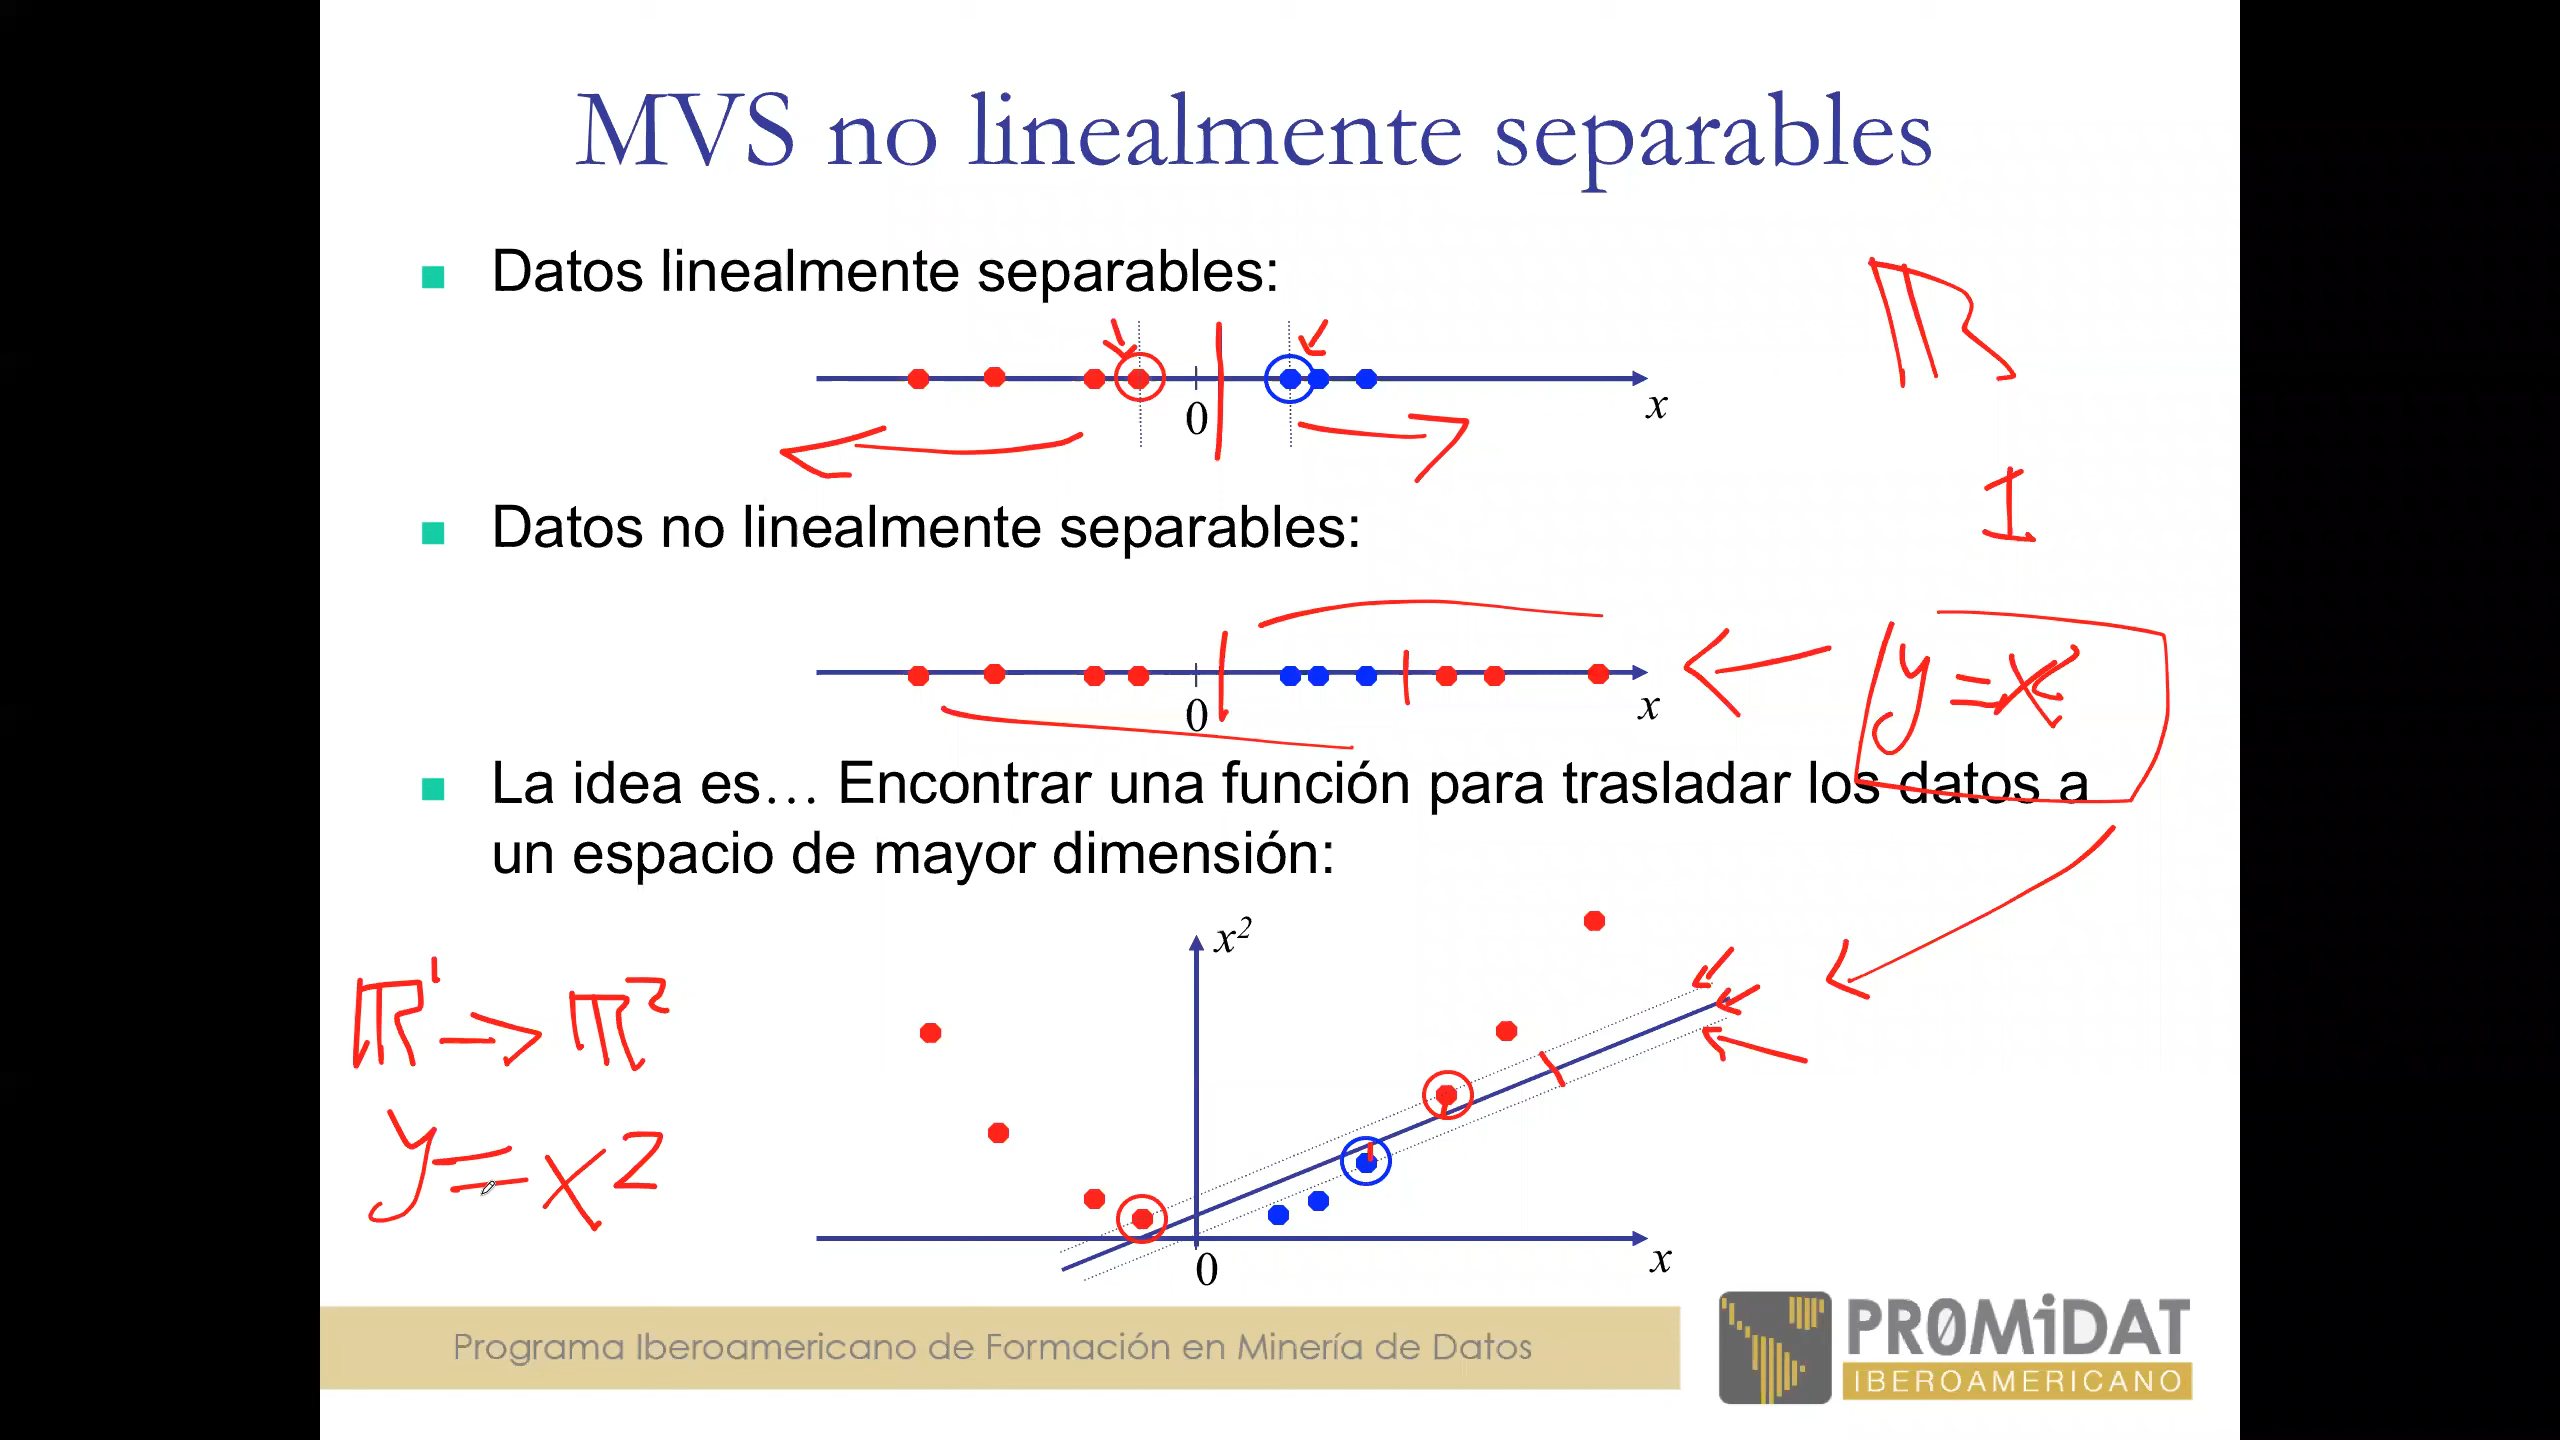 MVS no linealmente separables
Datos linealmente separables:
ℝ
0
x
1
Datos no linealmente separables:
0
x
La idea es… Encontrar una función para trasladar los datos a
un espacio de mayor dimensión:
x²
ℝ¹ → ℝ²
y = x²
0
x
Programa Iberoamericano de Formación en Minería de Datos
PR0MiDAT
IBEROAMERICANO